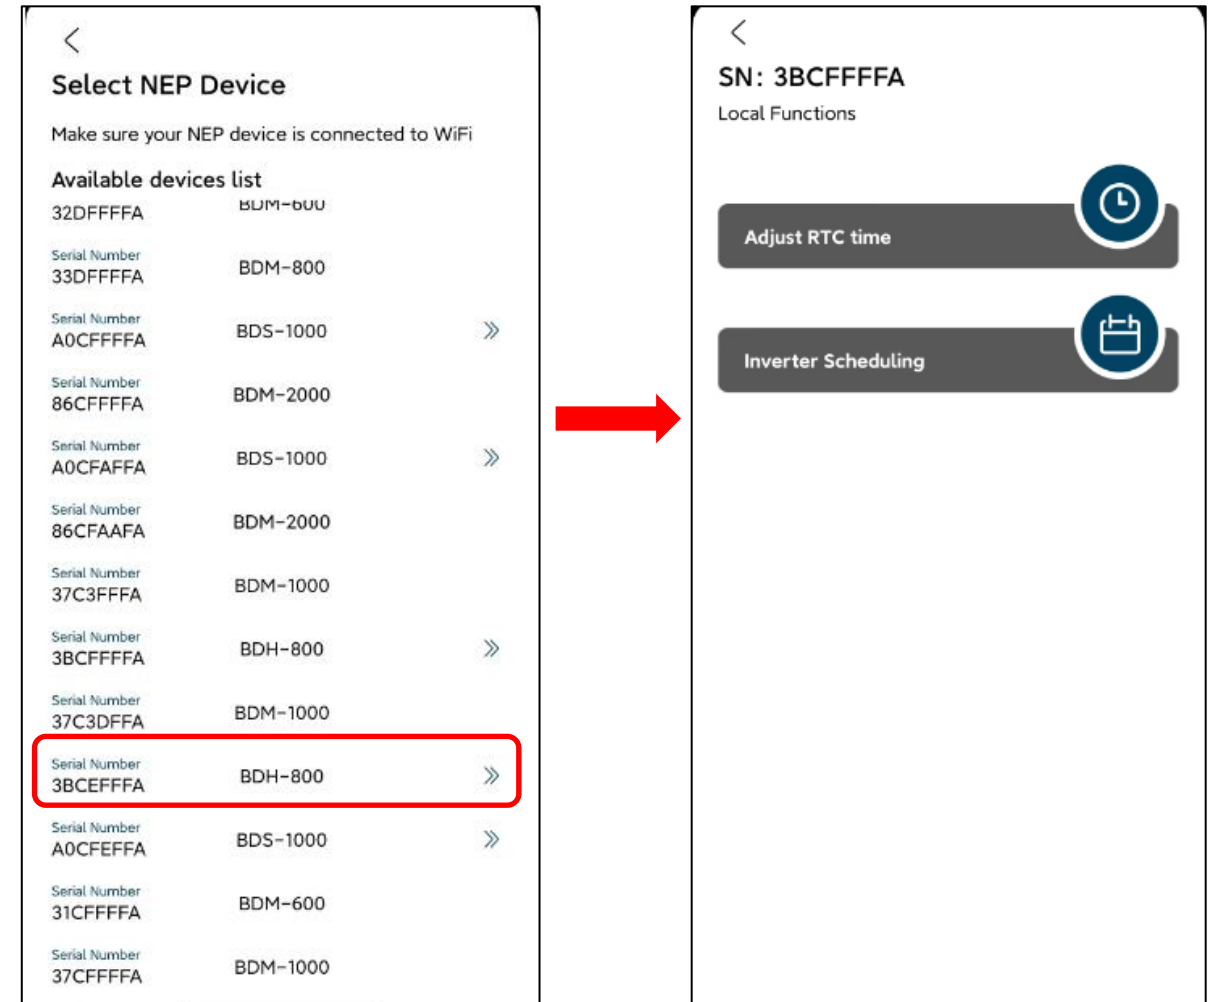 Select NEP Device
Make sure your NEP device is connected to WiFi
Available devices list
32DFFFFA BDM-600
Serial Number
33DFFFFA BDM-800
Serial Number
A0CFFFFA BDS-1000
Serial Number
86CFFFFA BDM-2000
Serial Number
A0CFAFFA BDS-1000
Serial Number
86CFAAFA BDM-2000
Serial Number
37C3FFFA BDM-1000
Serial Number
3BCFFFFA BDH-800
Serial Number
37C3DFFA BDM-1000
Serial Number
3BCEFFFA BDH-800
Serial Number
A0CFEFFA BDS-1000
Serial Number
31CFFFFA BDM-600
Serial Number
37CFFFFA BDM-1000
SN: 3BCFFFFA
Local Functions
Adjust RTC time
Inverter Scheduling